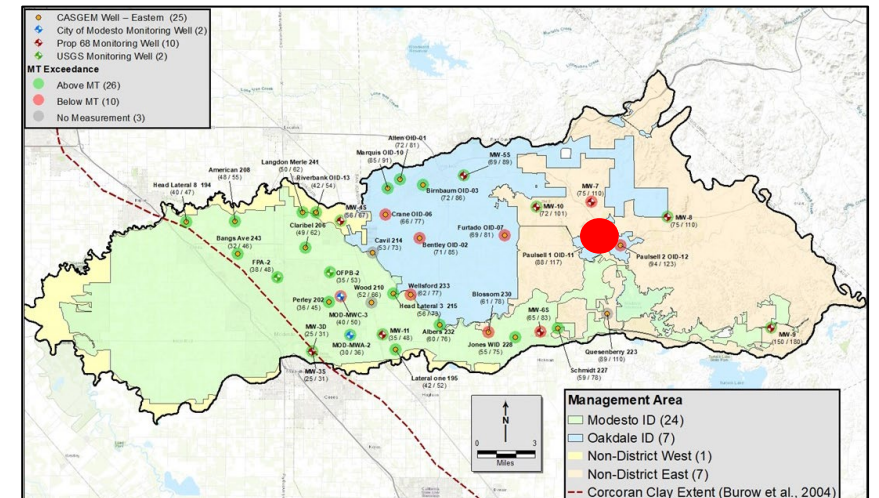 CASGEM Well – Eastern (25)
City of Modesto Monitoring Well (2)
Prop 68 Monitoring Well (10)
USGS Monitoring Well (2)
MT Exceedance
Above MT (26)
Below MT (10)
No Measurement (3)
Allen OID-01
(72 / 81)
Marquis OID-10
(85 / 91)
Langdon Merle 241
(50 / 62)
MW-5S
(69 / 89)
American 208
(48 / 55)
Riverbank OID-13
(42 / 54)
Head Lateral 8 194
(40 / 47)
Birnbaum OID-03
(72 / 86)
MW-7
(75 / 110)
MW-4S
(56 / 67)
MW-10
(72 / 101)
Crane OID-06
(66 / 77)
MW-8
(75 / 110)
Claribel 206
(49 / 62)
Furtado OID-07
(69 / 81)
Bangs Ave 243
(32 / 46)
Cavil 214
(53 / 73)
Bentley OID-02
(71 / 85)
Paulsell 1 OID-11
(88 / 117)
Paulsell 2 OID-12
(94 / 123)
FPA-2
(38 / 48)
OFPB-2
(35 / 53)
Wood 210
(52 / 66)
Wellsford 233
(62 / 77)
Blossom 230
(61 / 78)
Perley 202
(36 / 45)
Head Lateral 3 215
(56 / 73)
MOD-MWC-3
(40 / 50)
MW-6S
(65 / 83)
MW-3D
(25 / 31)
MOD-MWA-2
(30 / 36)
MW-11
(35 / 48)
Albers 232
(60 / 76)
Jones WID 228
(55 / 75)
Quesenberry 223
(89 / 110)
MW-9
(150 / 180)
MW-3S
(25 / 31)
Lateral one 195
(42 / 52)
Schmidt 227
(59 / 78)
N
0 3
Miles
Management Area
Modesto ID (24)
Oakdale ID (7)
Non-District West (1)
Non-District East (7)
Corcoran Clay Extent (Burow et al., 2004)